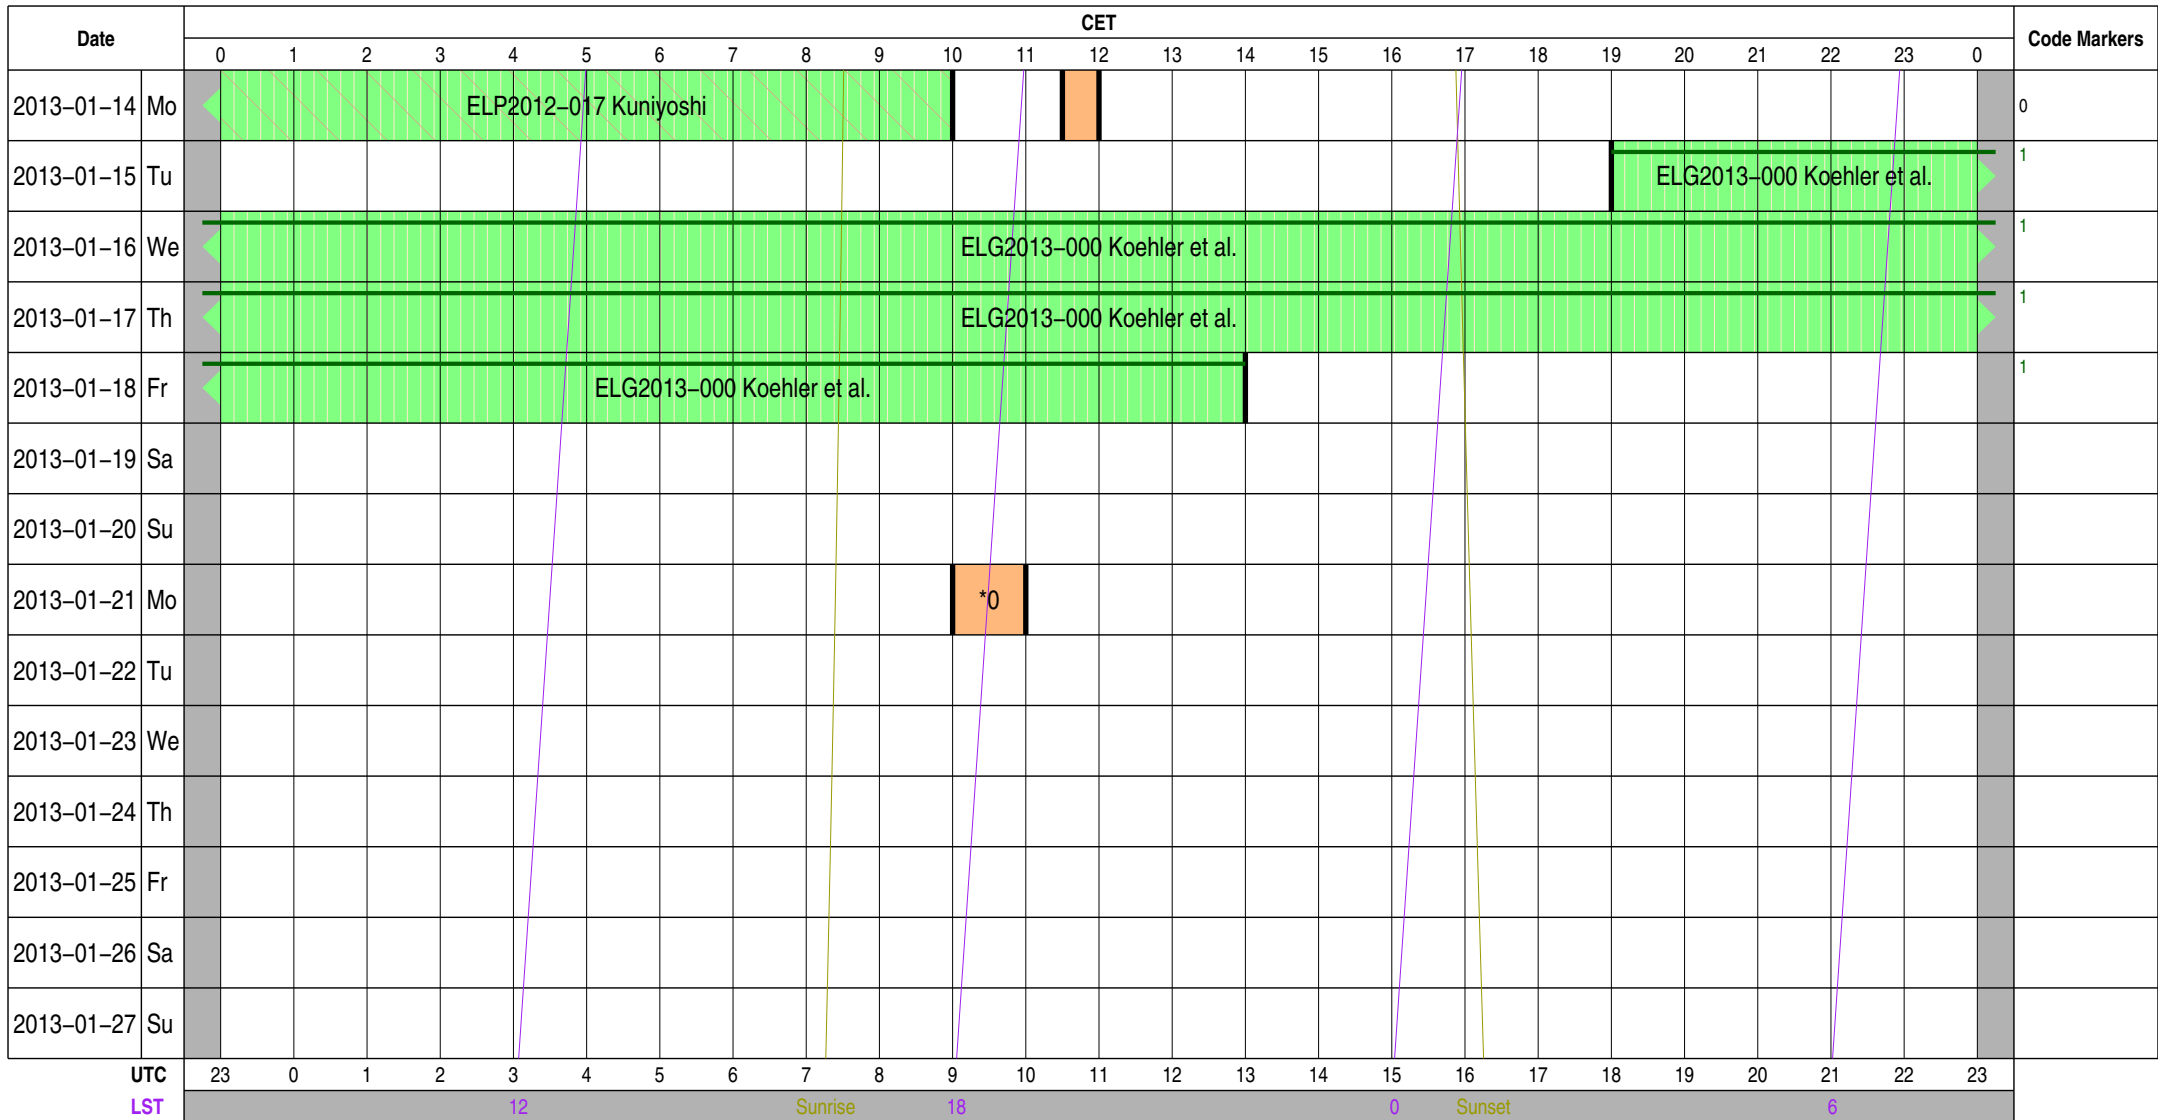 Date CET Code Markers
0 1 2 3 4 5 6 7 8 9 10 11 12 13 14 15 16 17 18 19 20 21 22 23 0
2013−01−14 Mo ELP2012−017 Kuniyoshi 0
2013−01−15 Tu ELG2013−000 Koehler et al. 1
2013−01−16 We ELG2013−000 Koehler et al. 1
2013−01−17 Th ELG2013−000 Koehler et al. 1
2013−01−18 Fr ELG2013−000 Koehler et al. 1
2013−01−19 Sa
2013−01−20 Su
2013−01−21 Mo *0
2013−01−22 Tu
2013−01−23 We
2013−01−24 Th
2013−01−25 Fr
2013−01−26 Sa
2013−01−27 Su
UTC 23 0 1 2 3 4 5 6 7 8 9 10 11 12 13 14 15 16 17 18 19 20 21 22 23
LST 12 Sunrise 18 0 Sunset 6